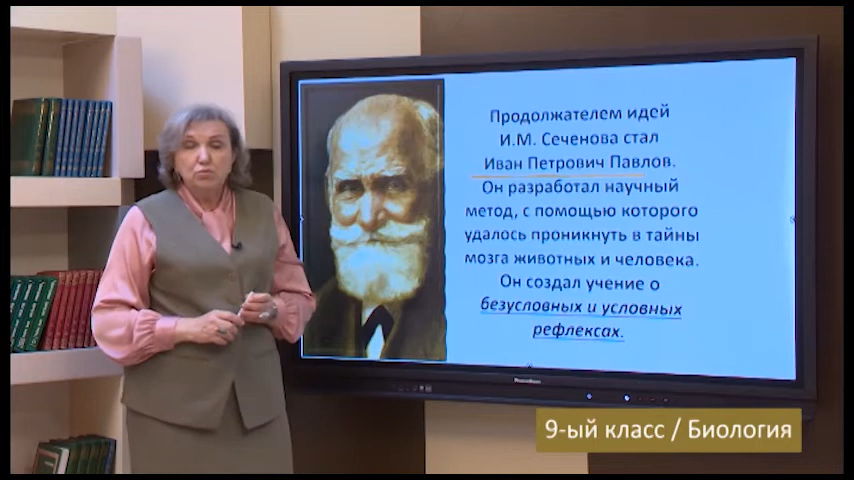 Продолжателем идей
И.М. Сеченова стал
Иван Петрович Павлов.
Он разработал научный
метод, с помощью которого
удалось проникнуть в тайны
мозга животных и человека.
Он создал учение о
безусловных и условных
рефлексах.
9-ый класс / Биология